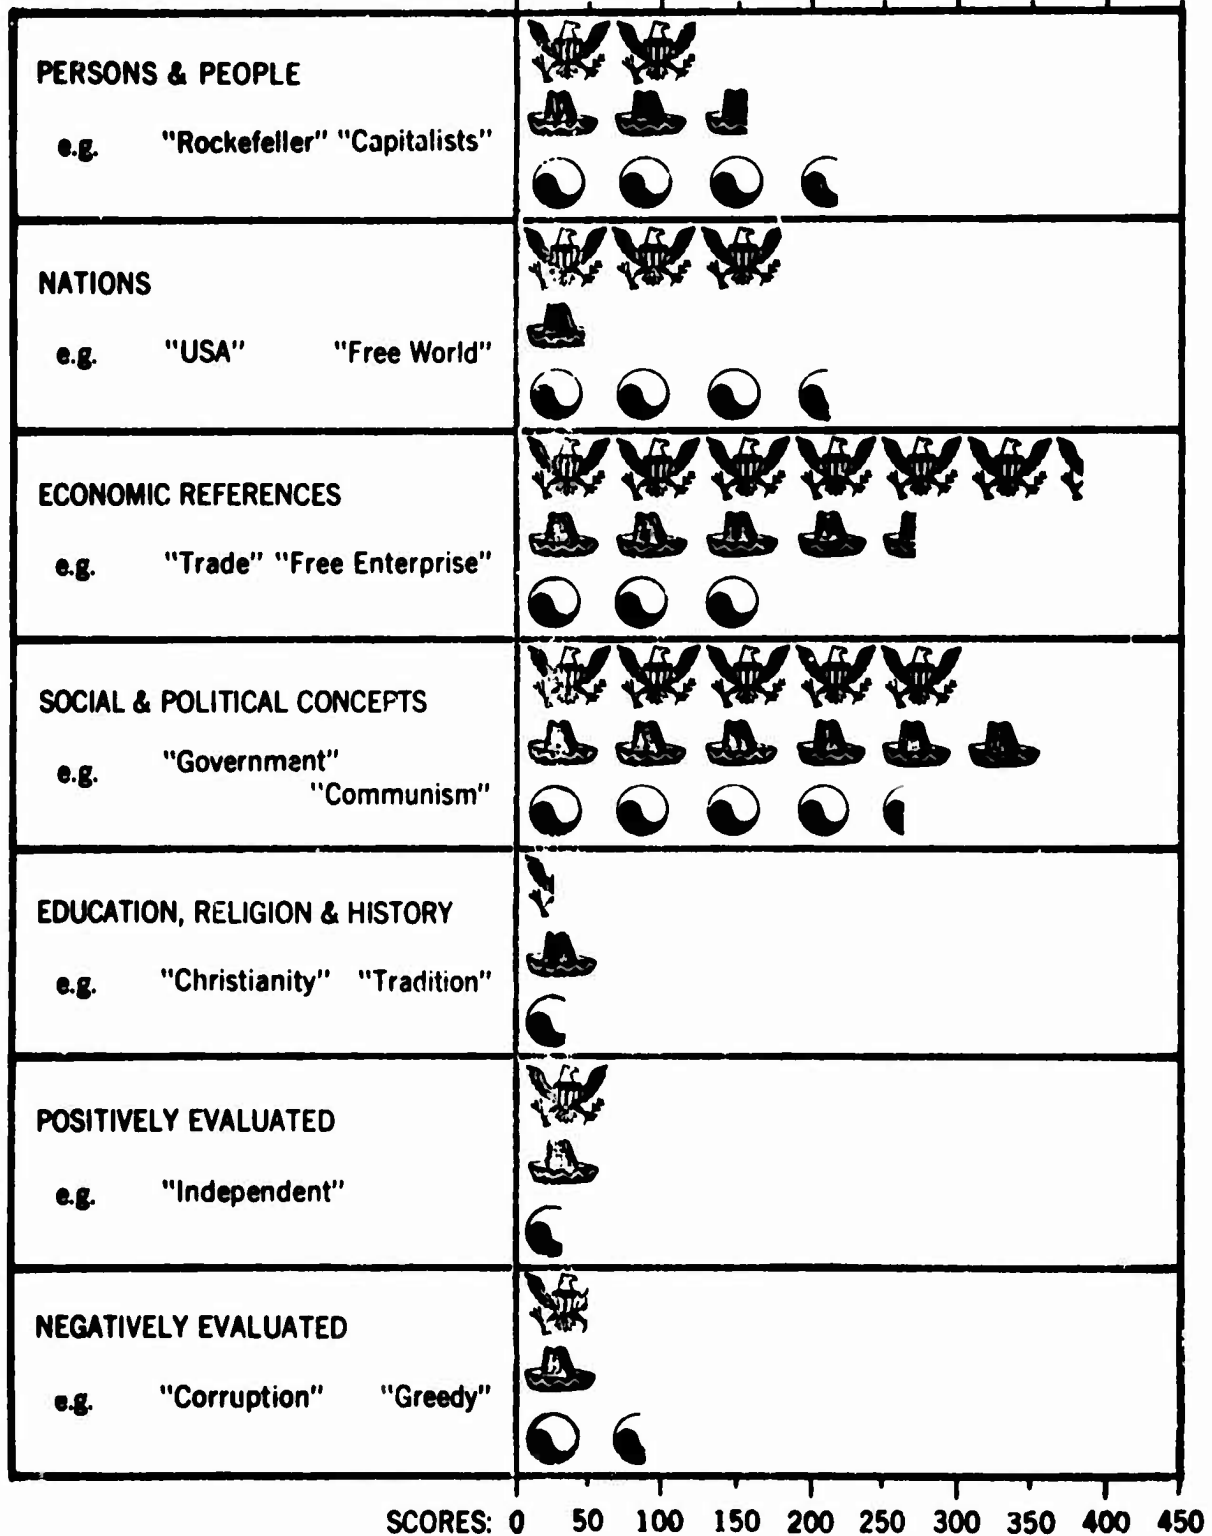 PERSONS & PEOPLE
e.g. "Rockefeller" "Capitalists"
NATIONS
e.g. "USA" "Free World"
ECONOMIC REFERENCES
e.g. "Trade" "Free Enterprise"
SOCIAL & POLITICAL CONCEPTS
e.g. "Government"
"Communism"
EDUCATION, RELIGION & HISTORY
e.g. "Christianity" "Tradition"
POSITIVELY EVALUATED
e.g. "Independent"
NEGATIVELY EVALUATED
e.g. "Corruption" "Greedy"
SCORES: 0 50 100 150 200 250 300 350 400 450